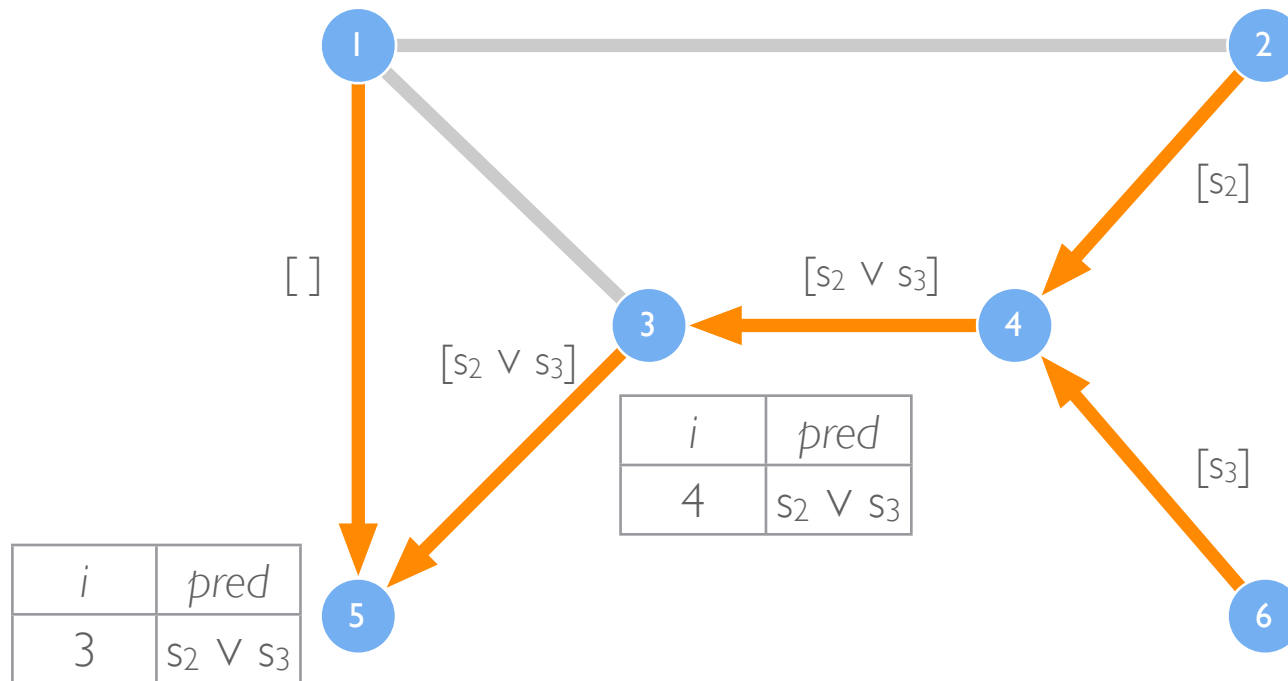 1
2
[s₂]
[ ]
[s₂ ∨ s₃]
3
4
[s₂ ∨ s₃]
i pred
4 s₂ ∨ s₃
[s₃]
i pred
3 s₂ ∨ s₃
5
6